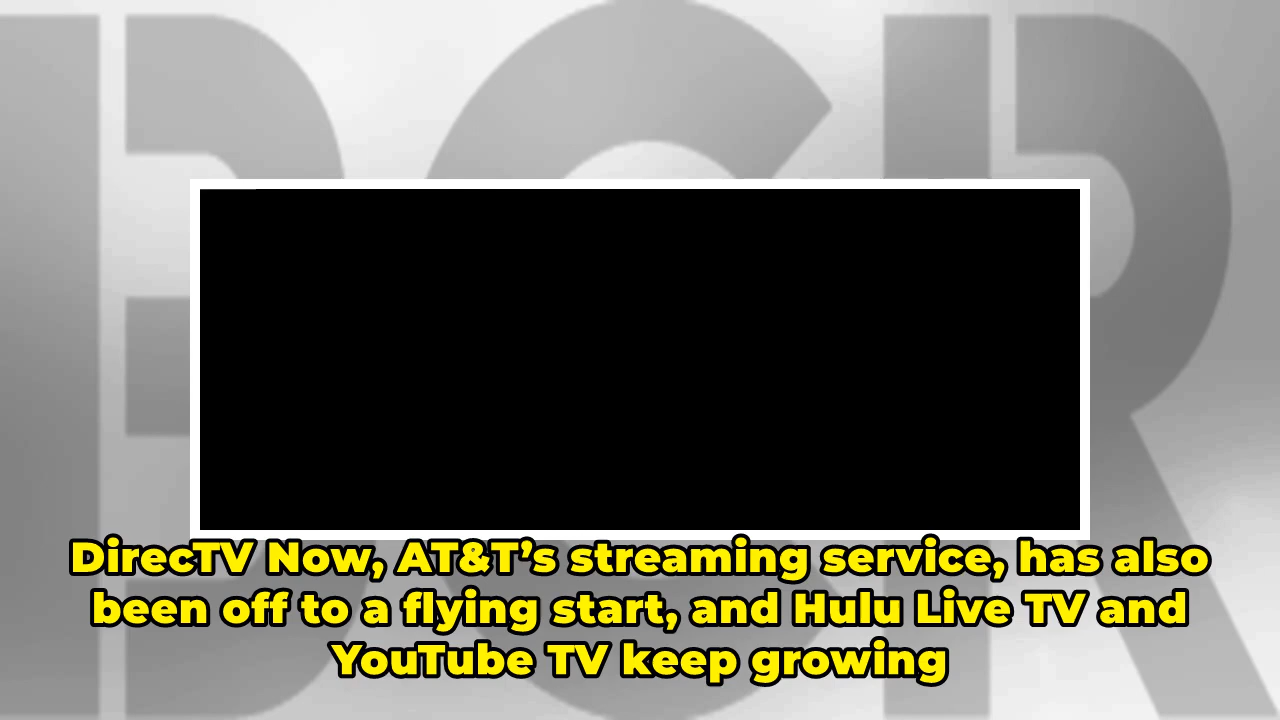 BCR
DirecTV Now, AT&T’s streaming service, has also
been off to a flying start, and Hulu Live TV and
YouTube TV keep growing